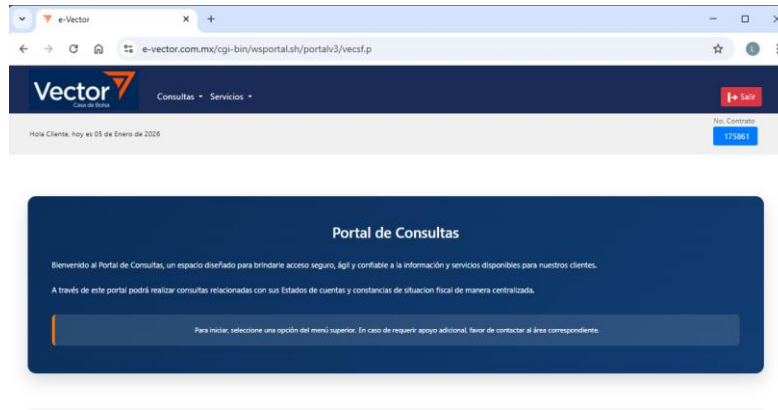 e-Vector
e-vector.com.mx/cgi-bin/wsportal.sh/portalv3/vecsf.p
L
Vector
Casa de Bolsa
Consultas
Servicios
Salir
Hola Cliente, hoy es 05 de Enero de 2026
No. Contrato
175861
Portal de Consultas
Bienvenido al Portal de Consultas, un espacio diseñado para brindarle acceso seguro, ágil y confiable a la información y servicios disponibles para nuestros clientes.
A través de este portal podrá realizar consultas relacionadas con sus Estados de cuentas y constancias de situacion fiscal de manera centralizada.
Para iniciar, seleccione una opción del menú superior. En caso de requerir apoyo adicional, favor de contactar al área correspondiente.